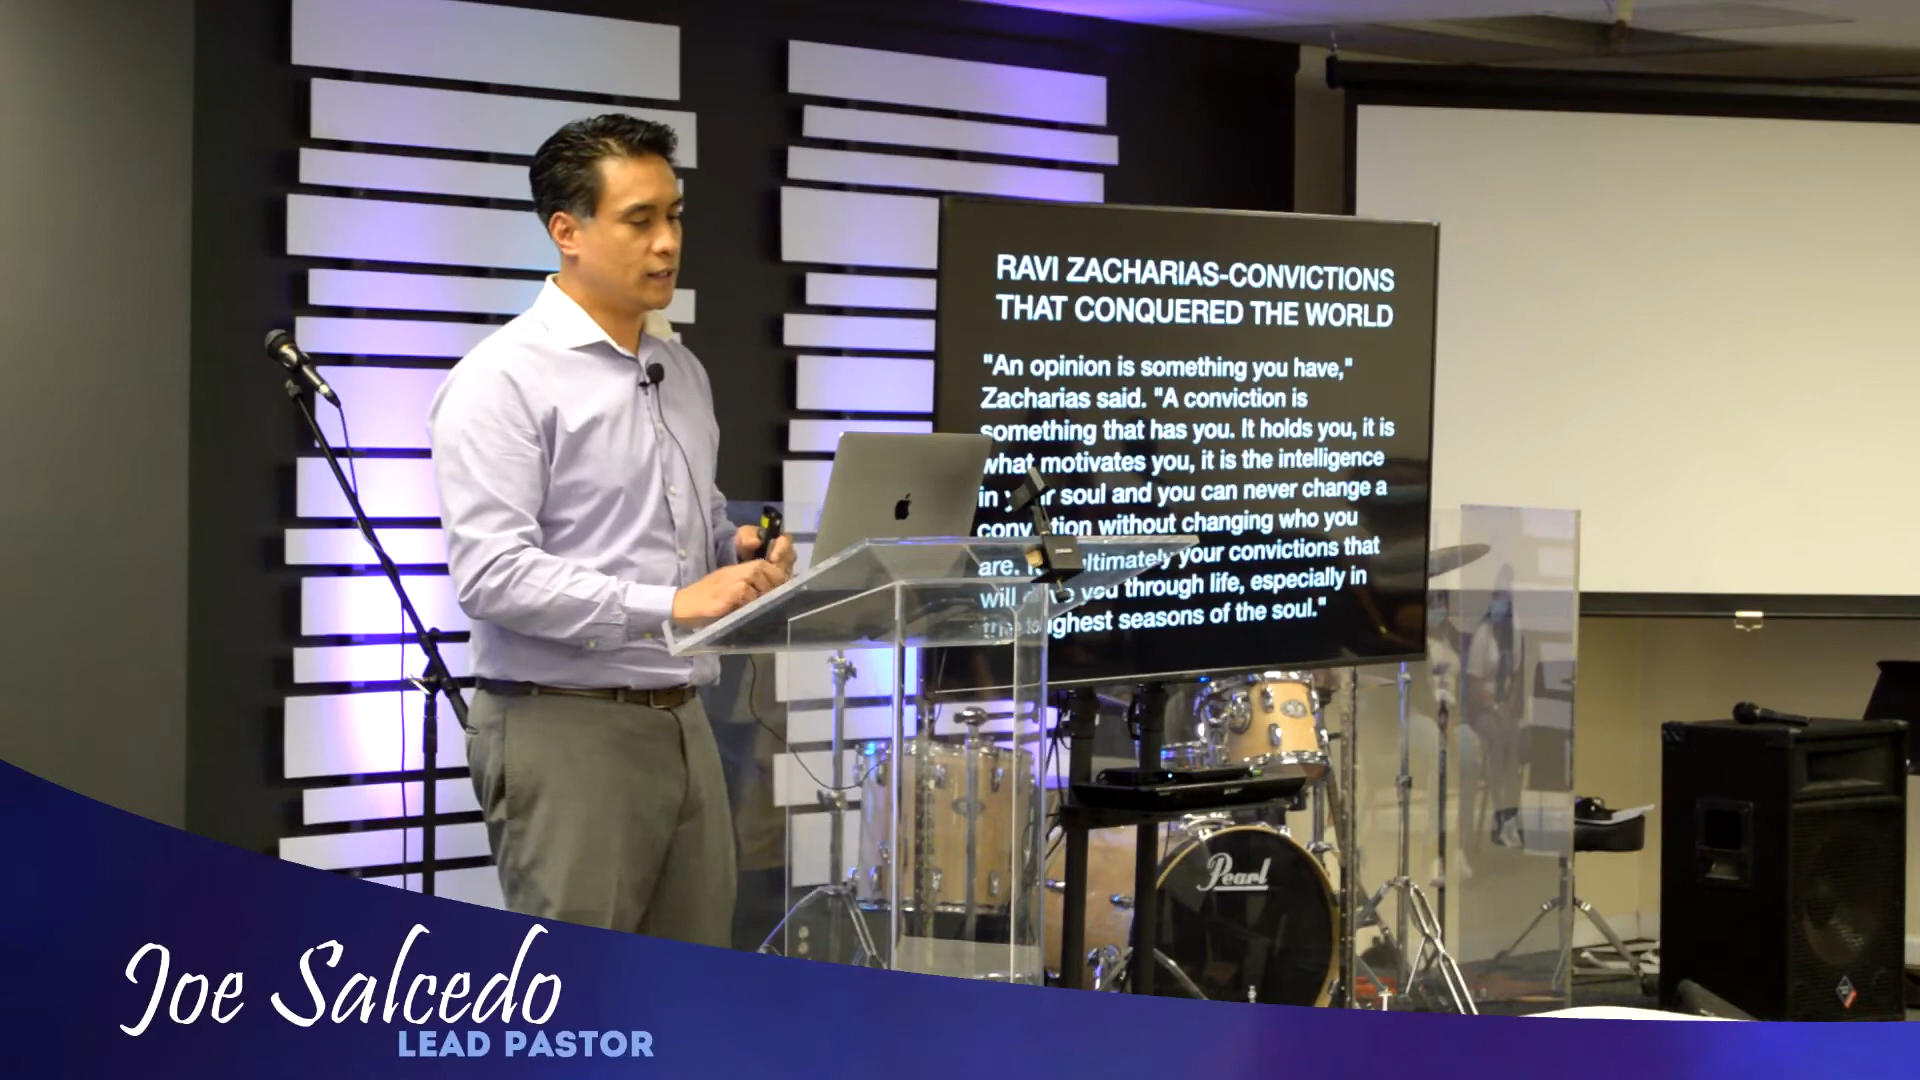 RAVI ZACHARIAS-CONVICTIONS
THAT CONQUERED THE WORLD
"An opinion is something you have,"
Zacharias said. "A conviction is
something that has you. It holds you, it is
what motivates you, it is the intelligence
in soul and you can never change a
without changing who you
are. ultimately your convictions that
will you through life, especially in
seasons of the soul."
Pearl
Joe Salcedo
LEAD PASTOR